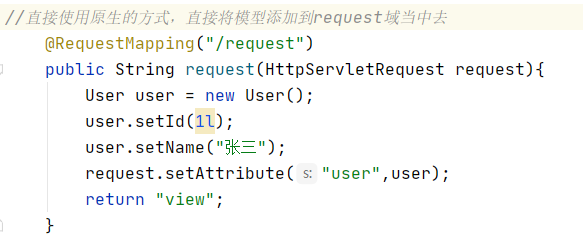 //直接使用原生的方式，直接将模型添加到request域当中去
@RequestMapping("/request")
public String request(HttpServletRequest request){
User user = new User();
user.setId(1l);
user.setName("张三");
request.setAttribute( s: "user",user);
return "view";
}